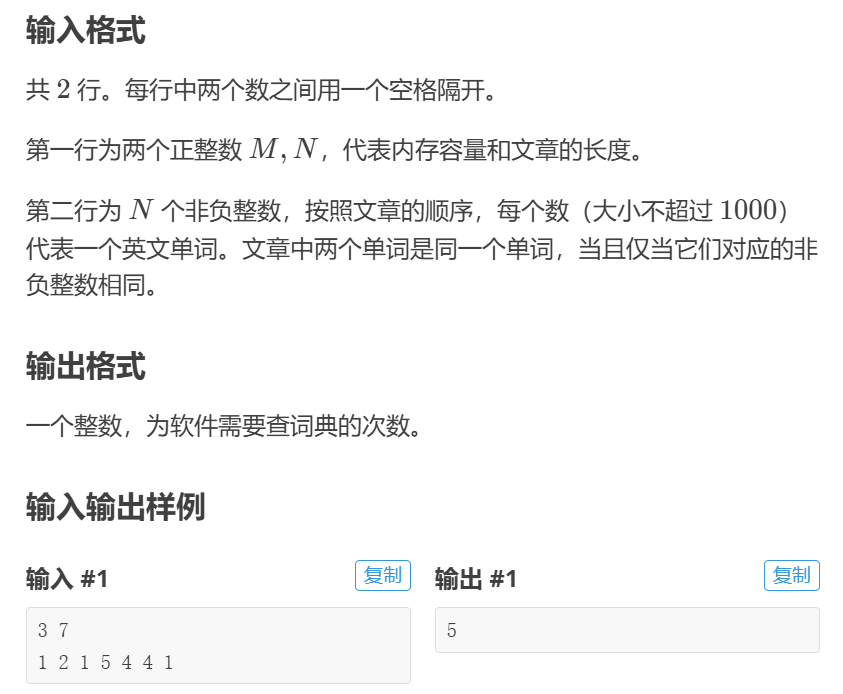 输入格式
共 2 行。每行中两个数之间用一个空格隔开。
第一行为两个正整数 M, N，代表内存容量和文章的长度。
第二行为 N 个非负整数，按照文章的顺序，每个数（大小不超过 1000）
代表一个英文单词。文章中两个单词是同一个单词，当且仅当它们对应的非
负整数相同。
输出格式
一个整数，为软件需要查词典的次数。
输入输出样例
输入 #1
复制
3 7
1 2 1 5 4 4 1
输出 #1
复制
5